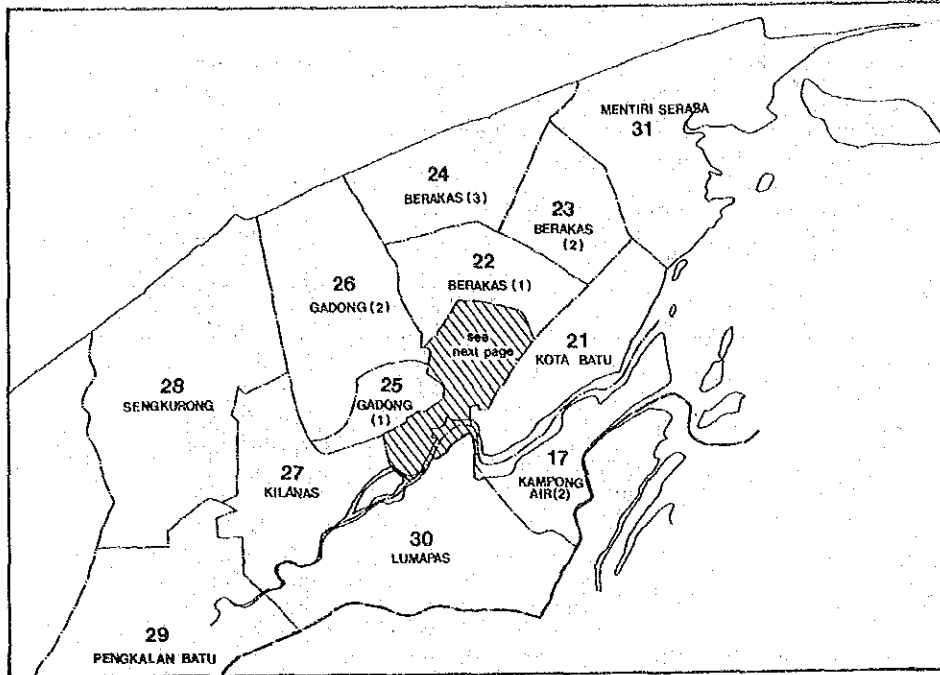 MENTIRI SERASA
31
24
BERAKAS (3)
23
BERAKAS
(2)
22
BERAKAS (1)
26
GADONG (2)
see
next page
21
KOTA BATU
28
SENGKURONG
25
GADONG
(1)
17
KAMPONG
AIR(2)
27
KILANAS
30
LUMAPAS
29
PENGKALAN BATU